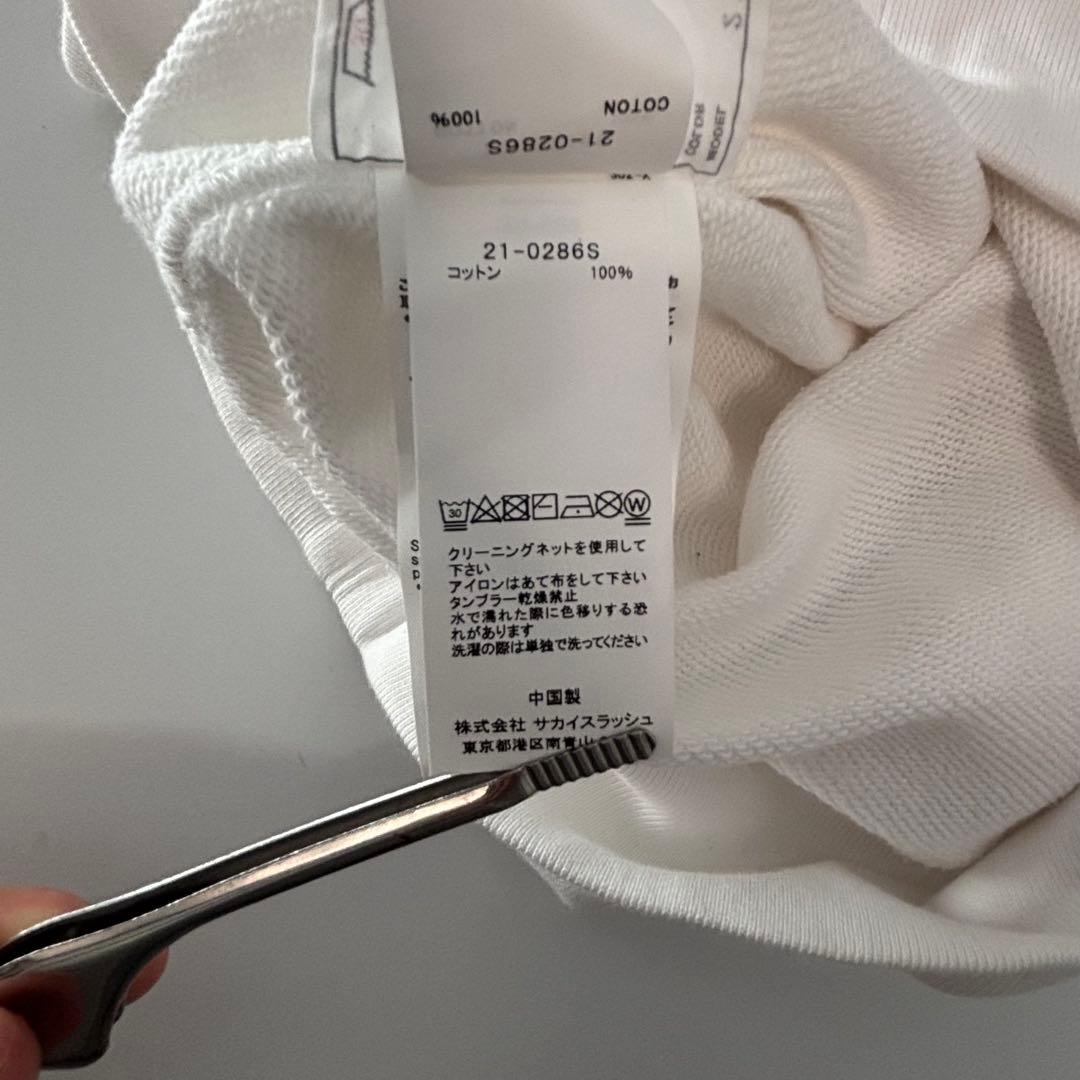 S
COLOR
MODEL
COTON 100%
21-0286S
21-0286S
コットン 100%
30
W
クリーニングネットを使用して
下さい
アイロンはあて布をして下さい
タンブラー乾燥禁止
水で濡れた際に色移りする恐
れがあります
洗濯の際は単独で洗ってください
中国製
株式会社 サカイスラッシュ
東京都港区南青山